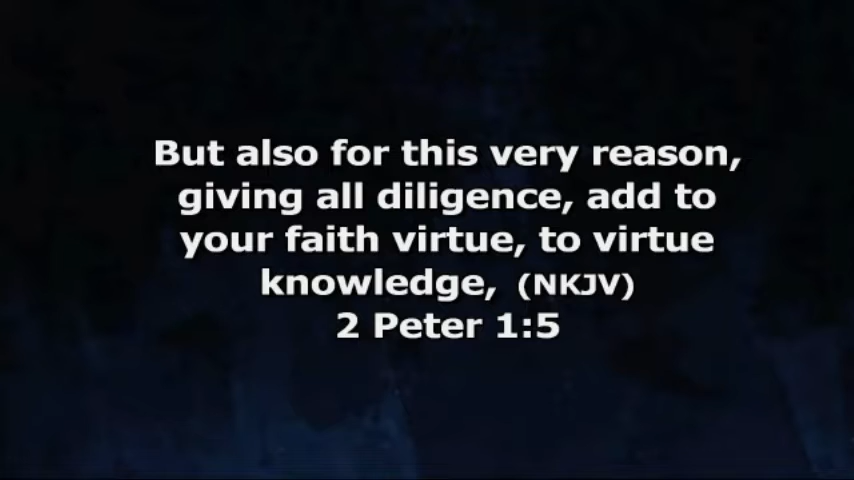 But also for this very reason,
giving all diligence, add to
your faith virtue, to virtue
knowledge, (NKJV)
2 Peter 1:5